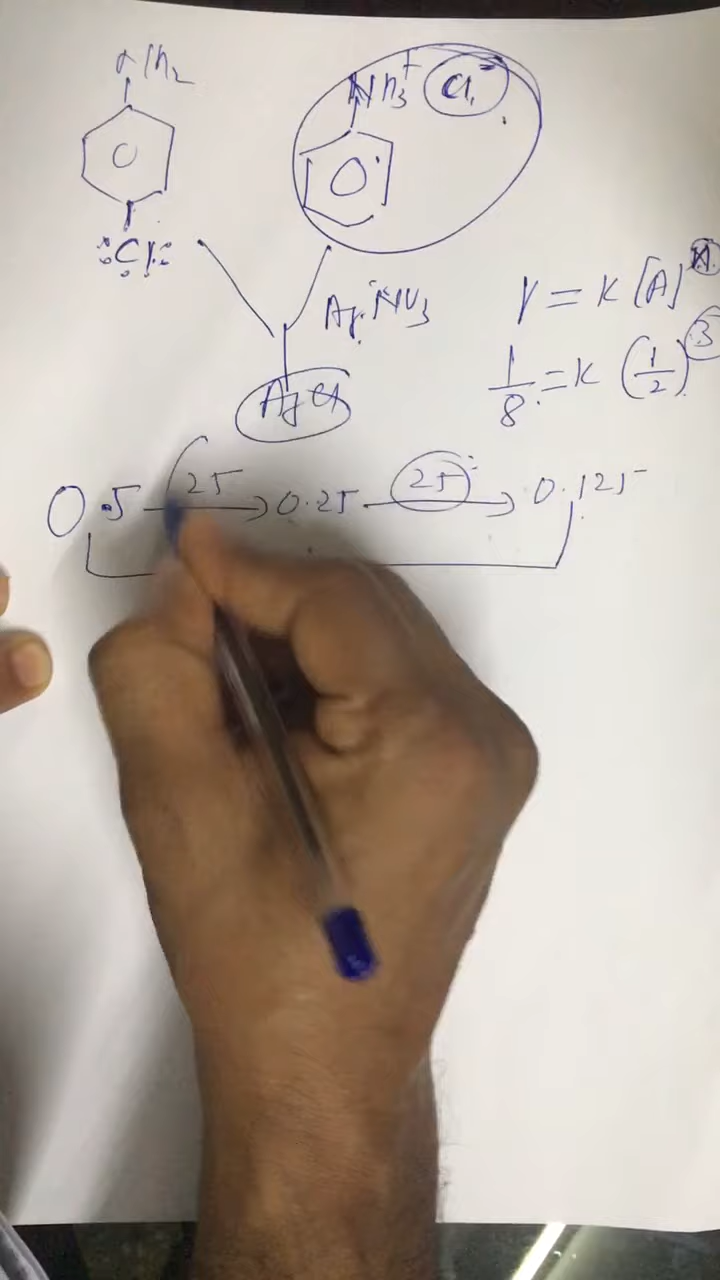 NH₂
NH₃⁺ Cl⁻
O
O
:Cl:
AgNO₃
r = K [A]ⁿ
1/8 = K (1/2)³
AgCl
0.5 —25→ 0.25 —25→ 0.125